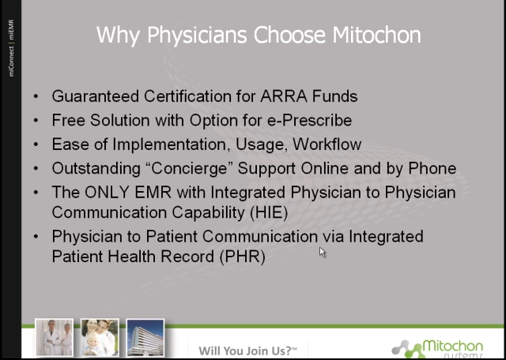 miConnect | miEMR
Why Physicians Choose Mitochon
• Guaranteed Certification for ARRA Funds
• Free Solution with Option for e-Prescribe
• Ease of Implementation, Usage, Workflow
• Outstanding “Concierge” Support Online and by Phone
• The ONLY EMR with Integrated Physician to Physician
Communication Capability (HIE)
• Physician to Patient Communication via Integrated
Patient Health Record (PHR)
Will You Join Us?™
Mitochon
systems